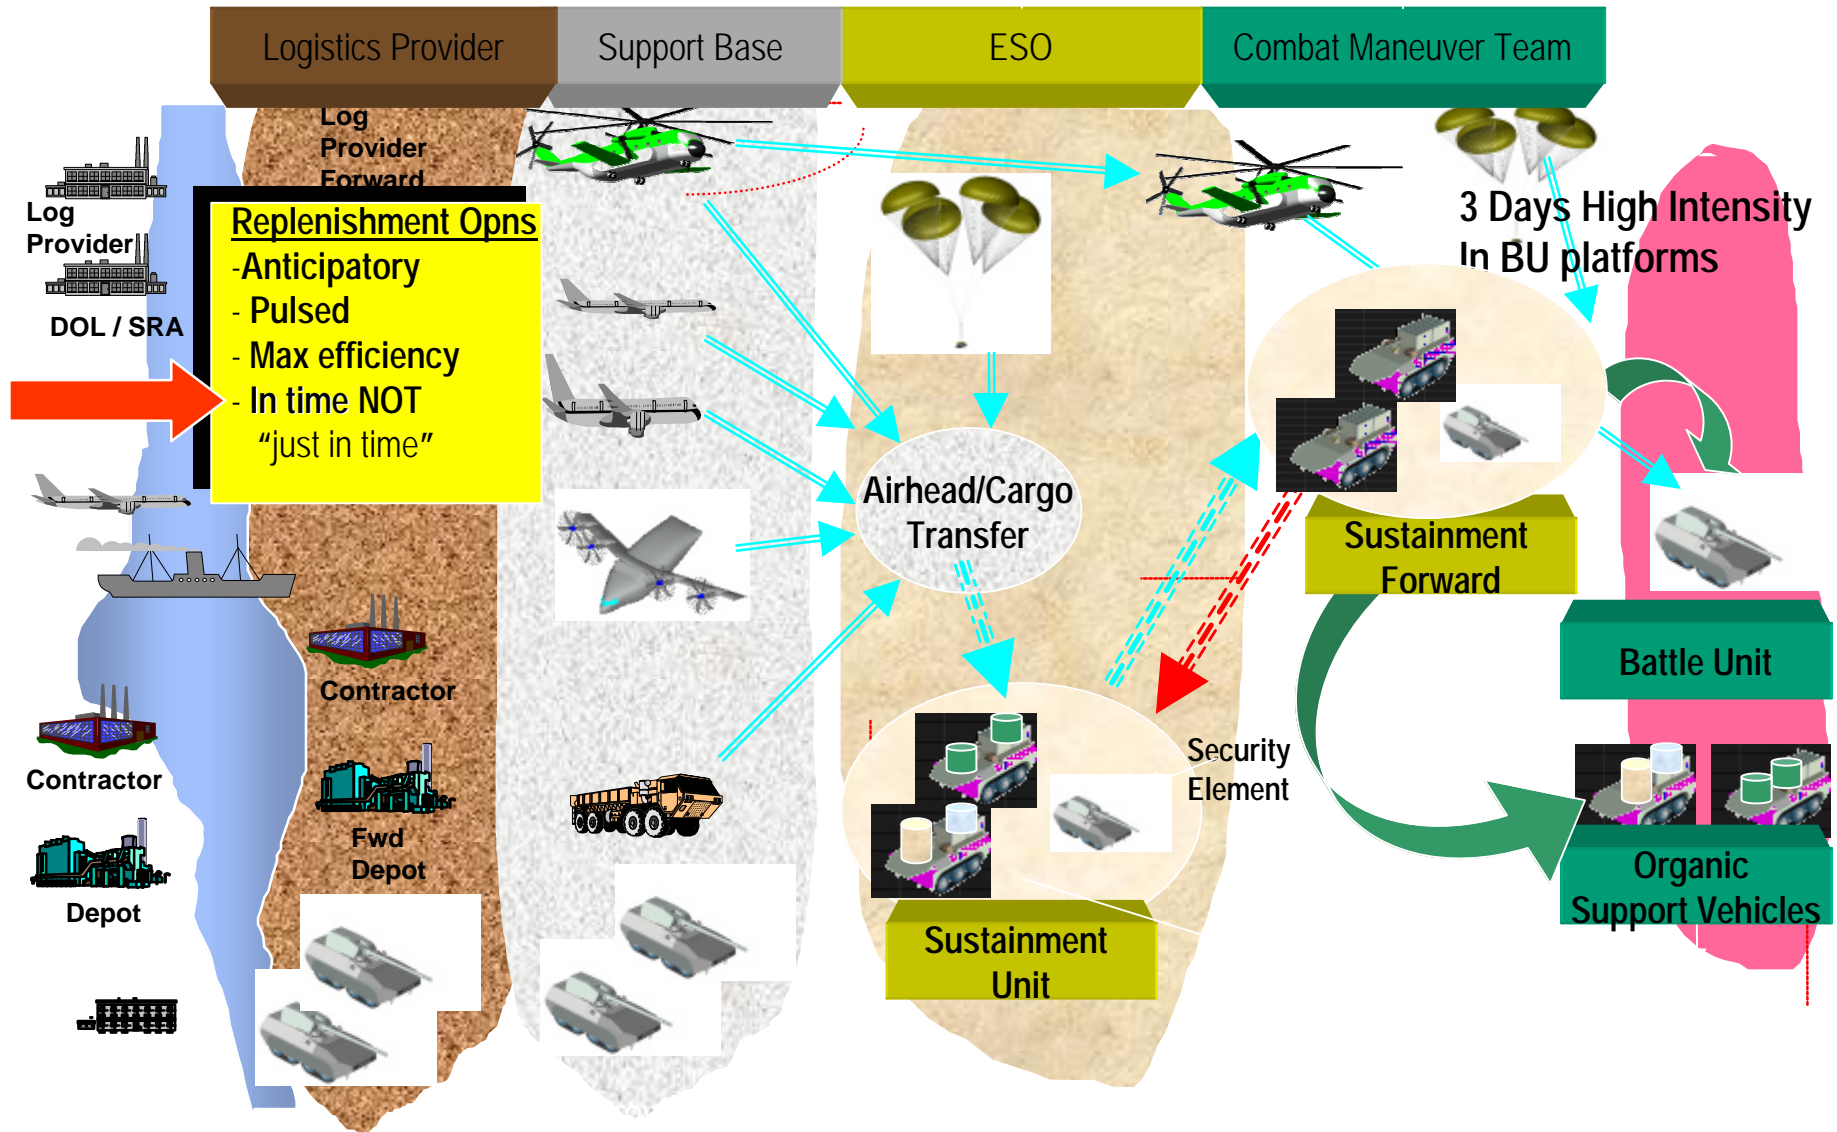 Logistics Provider
Support Base
ESO
Combat Maneuver Team
Log
Provider
Forward
Log
Provider
DOL / SRA
Replenishment Opns
-Anticipatory
- Pulsed
- Max efficiency
- In time NOT
“just in time”
3 Days High Intensity
In BU platforms
Airhead/Cargo
Transfer
Sustainment
Forward
Battle Unit
Contractor
Contractor
Security
Element
Fwd
Depot
Depot
Organic
Support Vehicles
Sustainment
Unit